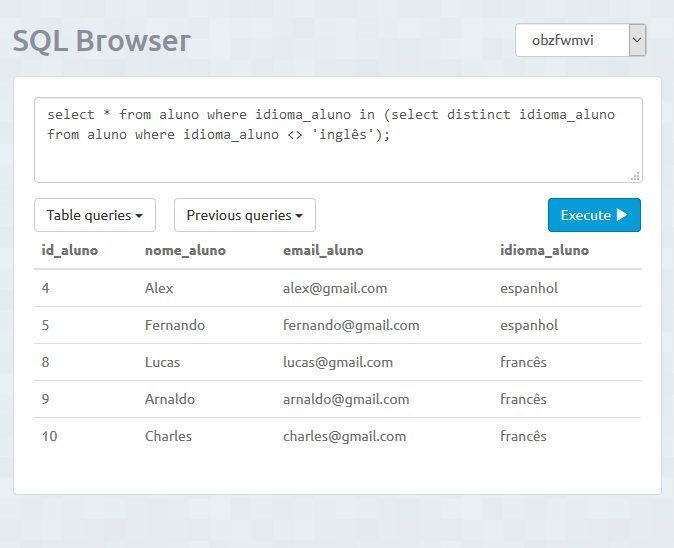 SQL Browser
obzfwmvi
select * from aluno where idioma_aluno in (select distinct idioma_aluno
from aluno where idioma_aluno <> 'inglês');
Table queries
Previous queries
Execute
id_aluno nome_aluno email_aluno idioma_aluno
4 Alex alex@gmail.com espanhol
5 Fernando fernando@gmail.com espanhol
8 Lucas lucas@gmail.com francês
9 Arnaldo arnaldo@gmail.com francês
10 Charles charles@gmail.com francês